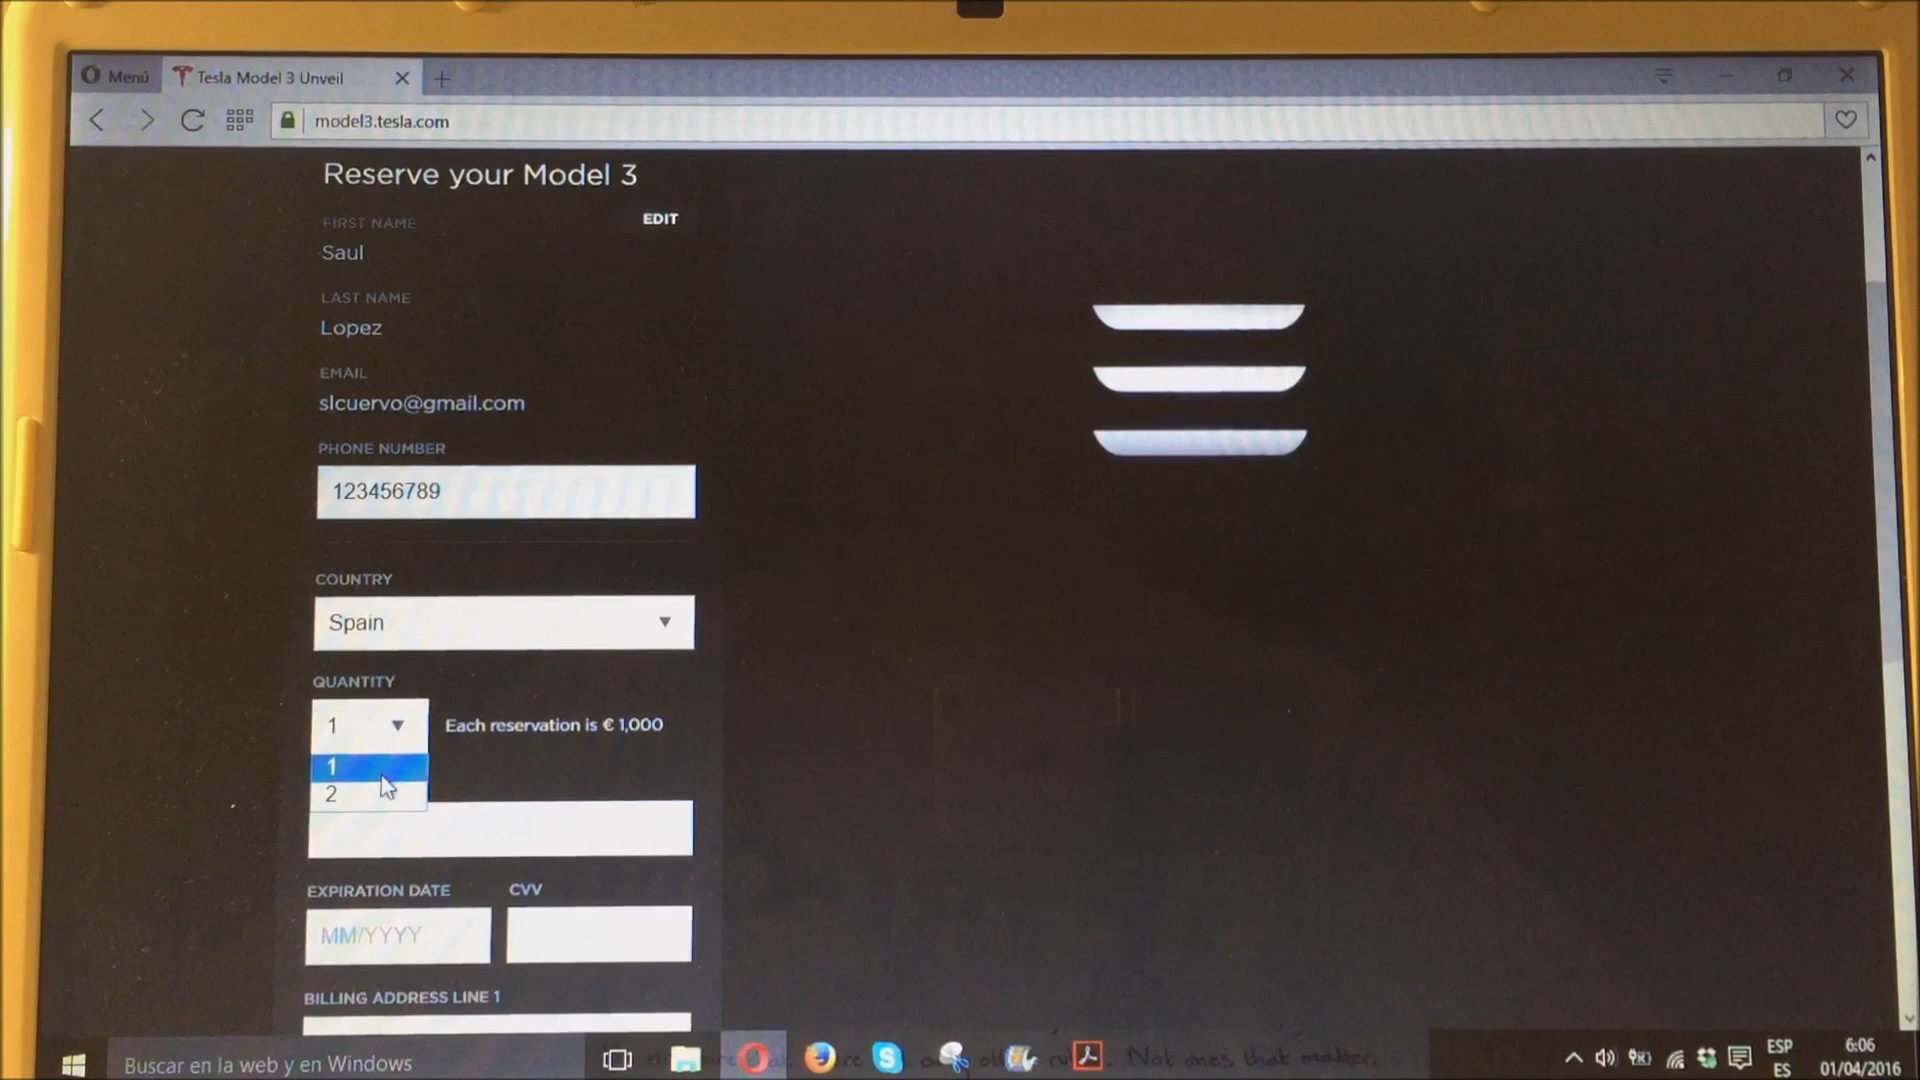 Menú
Tesla Model 3 Unveil
model3.tesla.com
Reserve your Model 3
FIRST NAME
EDIT
Saul
LAST NAME
Lopez
EMAIL
slcuervo@gmail.com
PHONE NUMBER
123456789
COUNTRY
Spain
QUANTITY
1
Each reservation is € 1,000
1
2
EXPIRATION DATE
CVV
MM/YYYY
BILLING ADDRESS LINE 1
Buscar en la web y en Windows
Not ones that
ESP
ES
6:06
01/04/2016